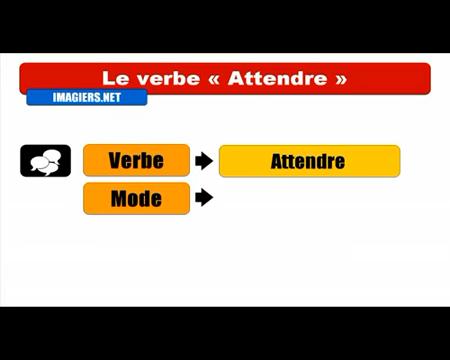 Le verbe « Attendre »
IMAGIERS.NET
Verbe Attendre
Mode